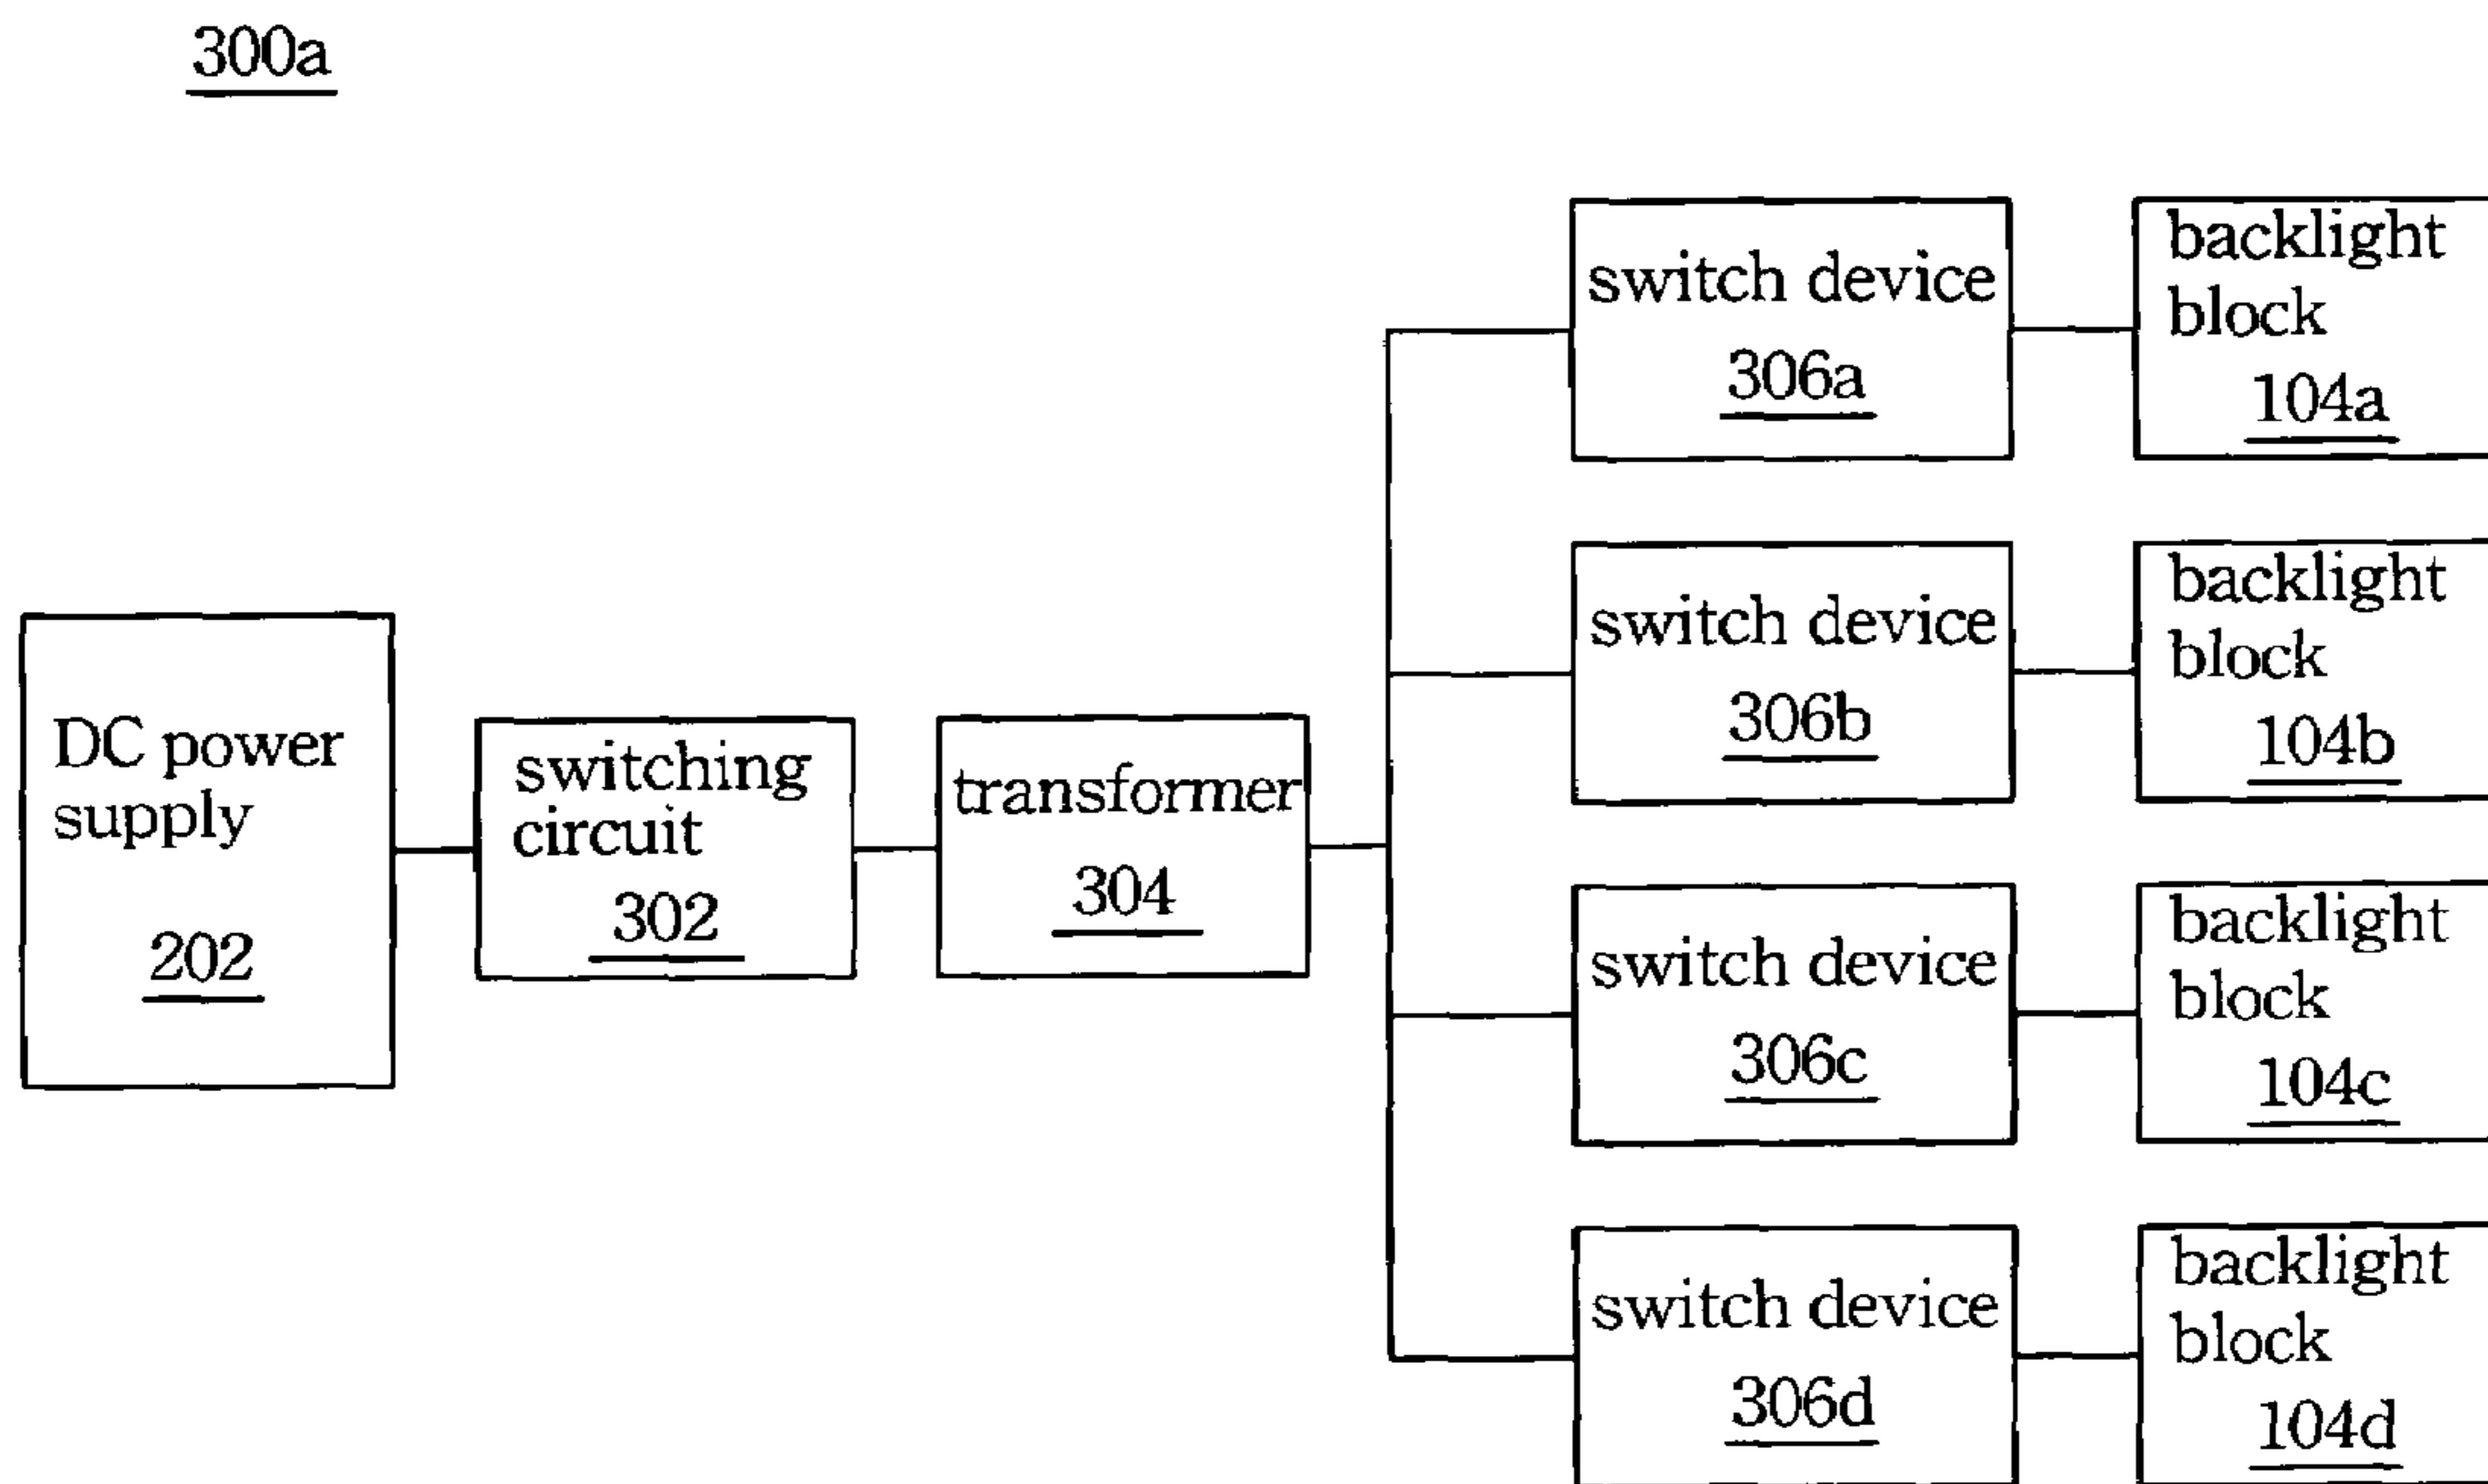 300a
DC power
supply
202
switching
circuit
302
transformer
304
switch device
306a
backlight
block
104a
switch device
306b
backlight
block
104b
switch device
306c
backlight
block
104c
switch device
306d
backlight
block
104d